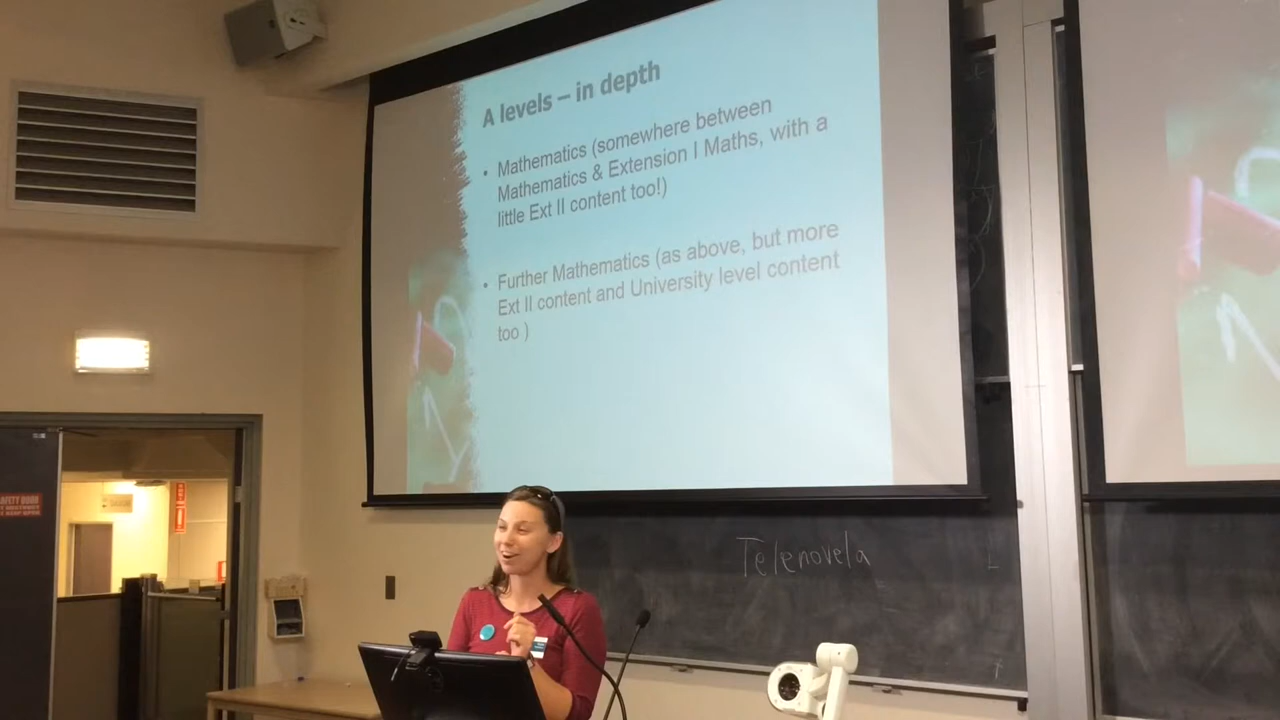 A levels – in depth
• Mathematics (somewhere between
Mathematics & Extension I Maths, with a
little Ext II content too!)
• Further Mathematics (as above, but more
Ext II content and University level content
too )
Telenovela